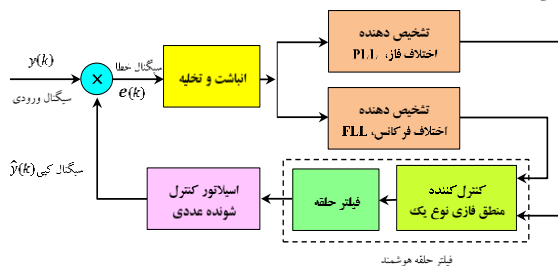 تشخیص دهنده
اختلاف فاز، PLL
y(k)
سیگنال ورودی
×
سیگنال خطا
e(k)
انباشت و تخلیه
تشخیص دهنده
اختلاف فرکانس، FLL
سیگنال کپی ŷ(k)
اسیلاتور کنترل
شونده عددی
فیلتر حلقه
کنترل کننده
منطق فازی نوع یک
فیلتر حلقه هوشمند